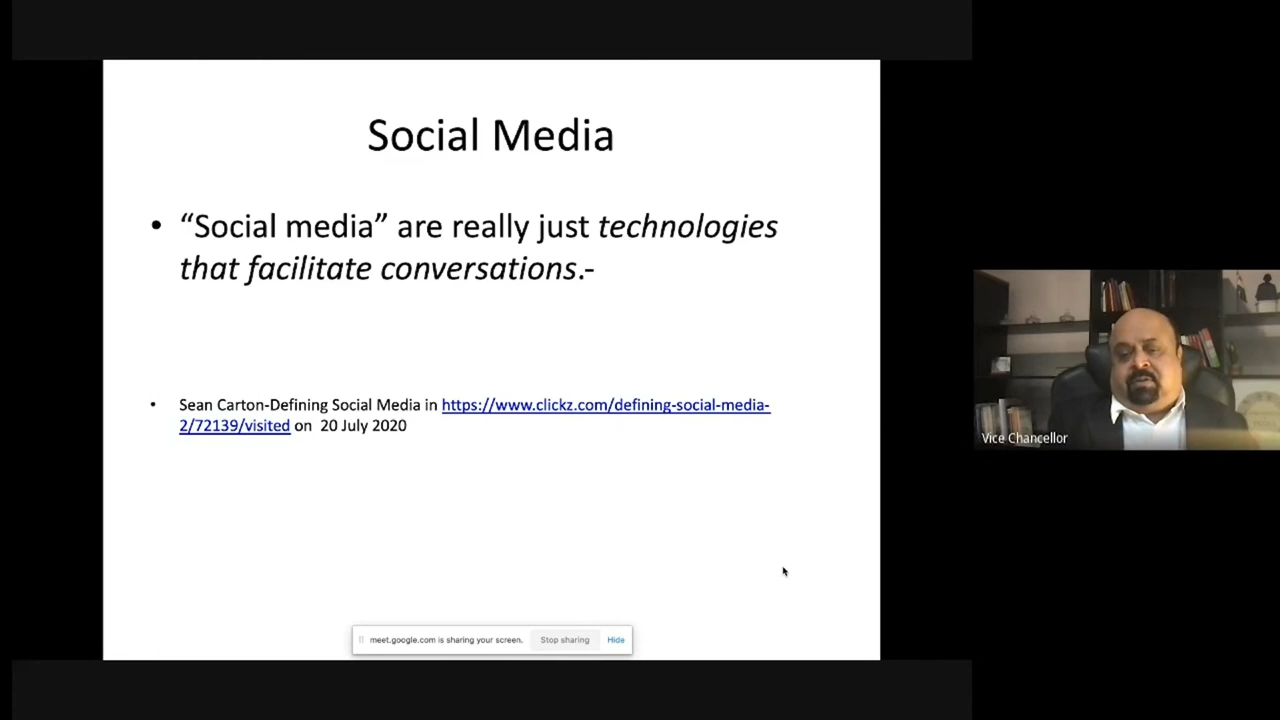 Social Media
• “Social media” are really just technologies
that facilitate conversations.-
• Sean Carton-Defining Social Media in https://www.clickz.com/defining-social-media-
2/72139/visited on 20 July 2020
Vice Chancellor
meet.google.com is sharing your screen. Stop sharing Hide